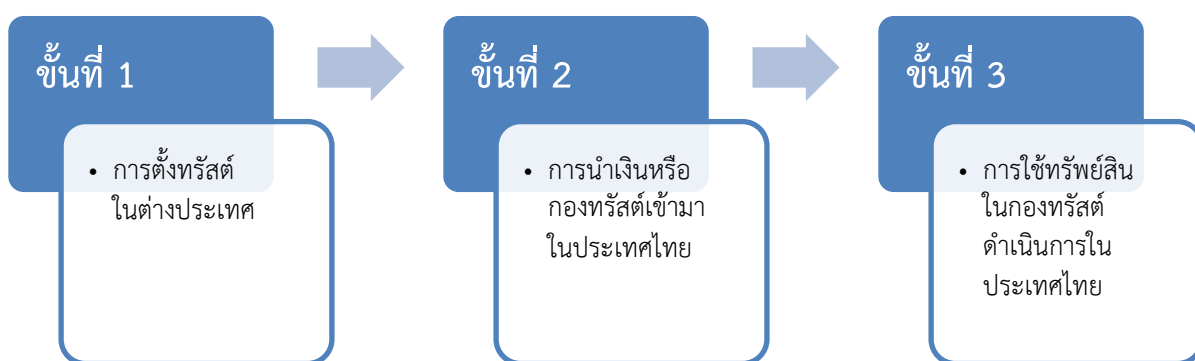 ขั้นที่ 1
• การตั้งทรัสต์
ในต่างประเทศ
ขั้นที่ 2
• การนำเงินหรือ
กองทรัสต์เข้ามา
ในประเทศไทย
ขั้นที่ 3
• การใช้ทรัพย์สิน
ในกองทรัสต์
ดำเนินการใน
ประเทศไทย